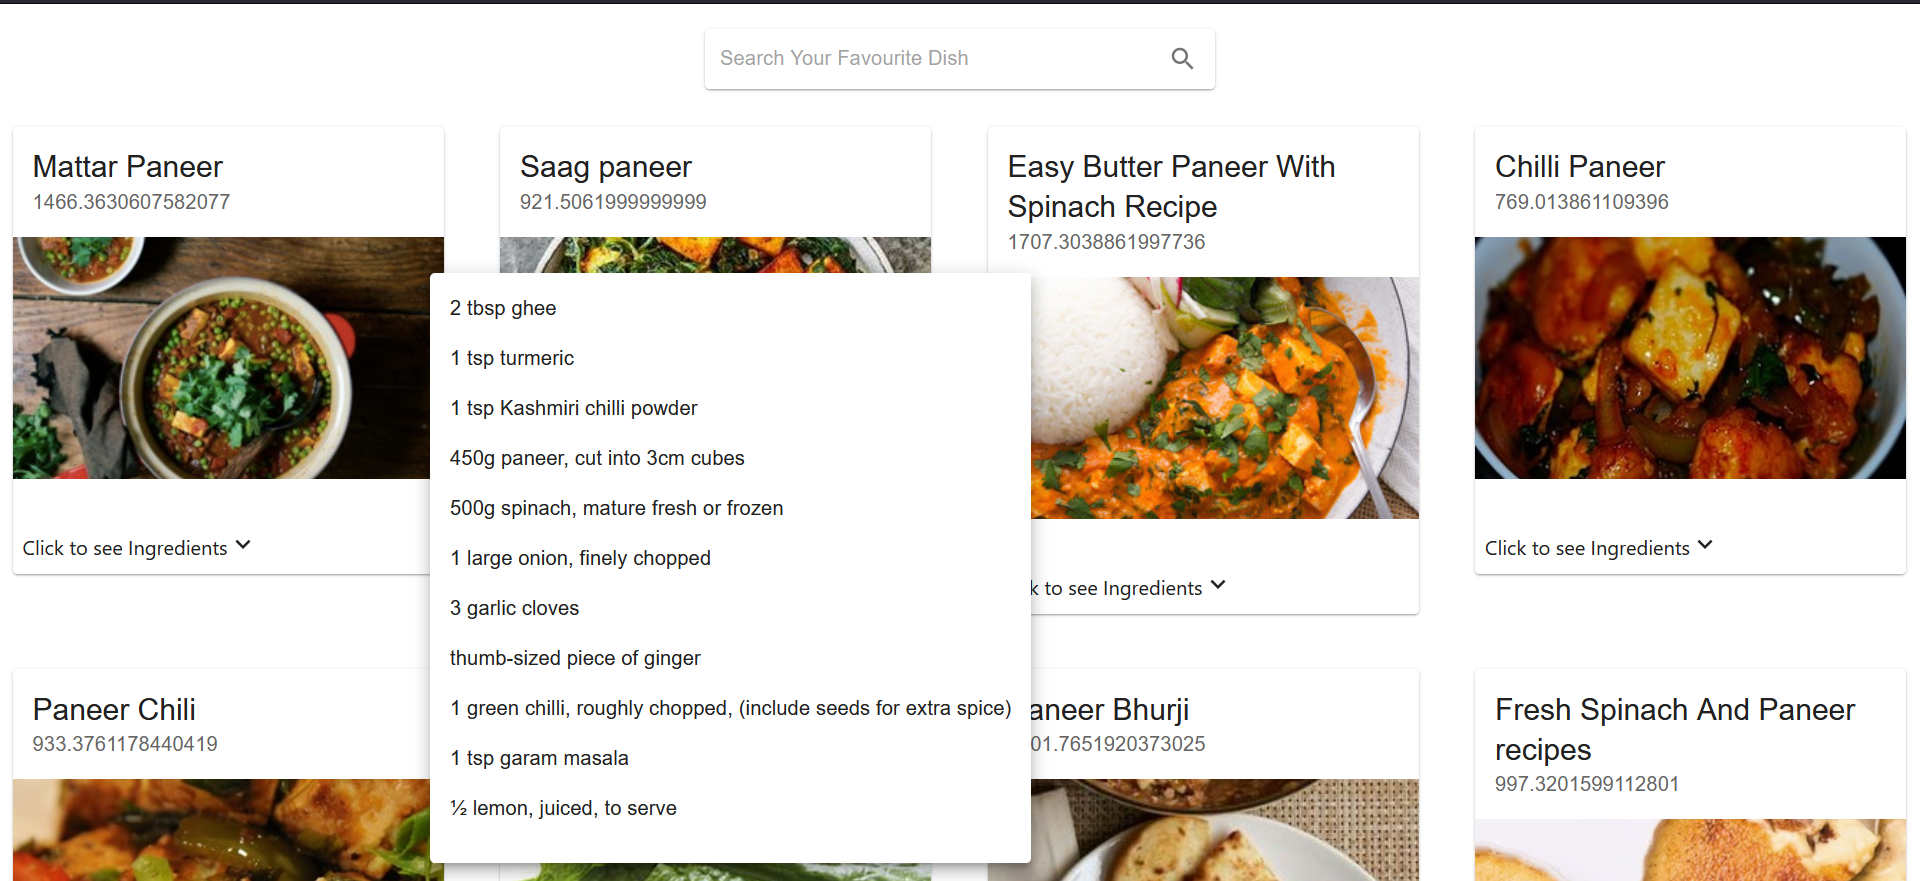 Search Your Favourite Dish
Mattar Paneer
1466.3630607582077
Click to see Ingredients
Saag paneer
921.5061999999999
Easy Butter Paneer With
Spinach Recipe
1707.3038861997736
to see Ingredients
Chilli Paneer
769.013861109396
Click to see Ingredients
2 tbsp ghee
1 tsp turmeric
1 tsp Kashmiri chilli powder
450g paneer, cut into 3cm cubes
500g spinach, mature fresh or frozen
1 large onion, finely chopped
3 garlic cloves
thumb-sized piece of ginger
1 green chilli, roughly chopped, (include seeds for extra spice)
1 tsp garam masala
½ lemon, juiced, to serve
Paneer Chili
933.3761178440419
aneer Bhurji
01.7651920373025
Fresh Spinach And Paneer
recipes
997.3201599112801